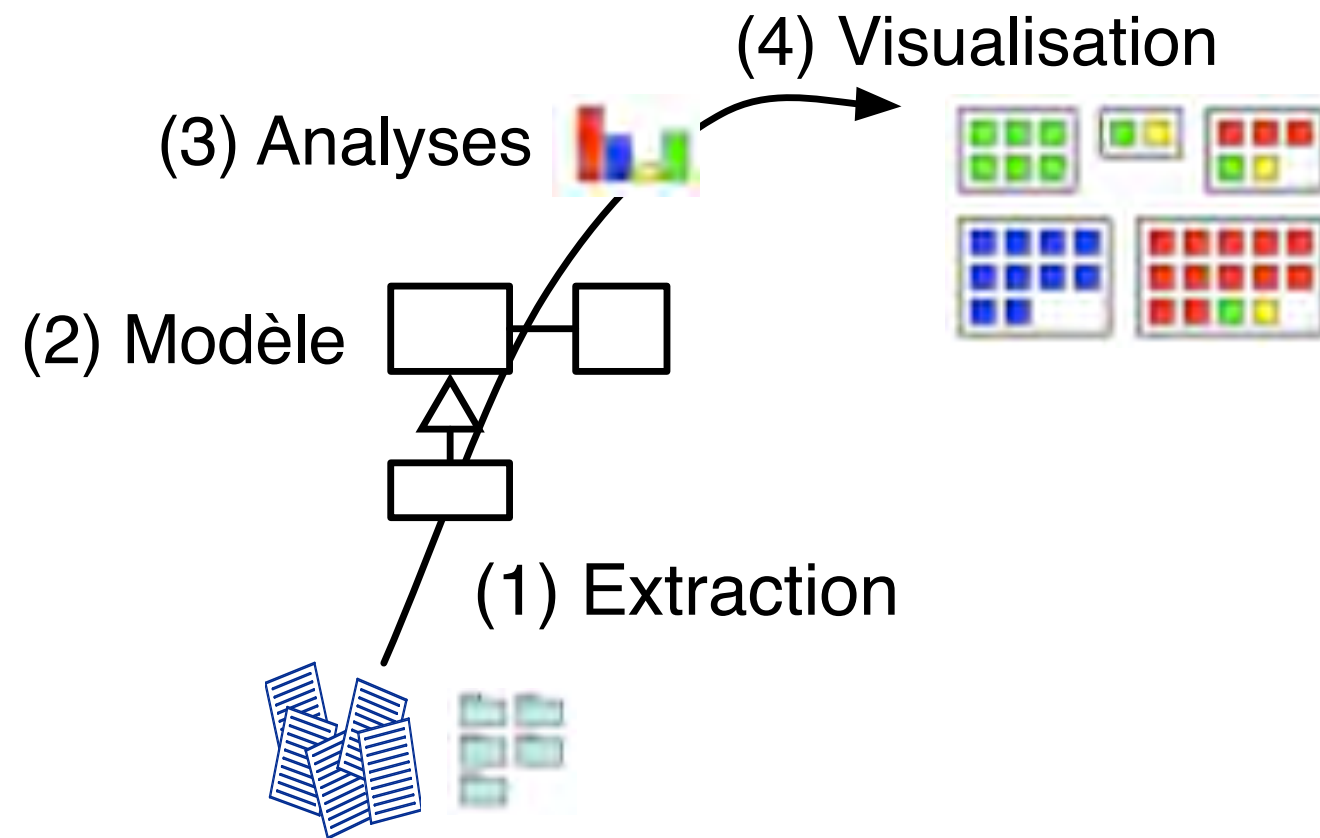 (4) Visualisation
(3) Analyses
(2) Modèle
(1) Extraction